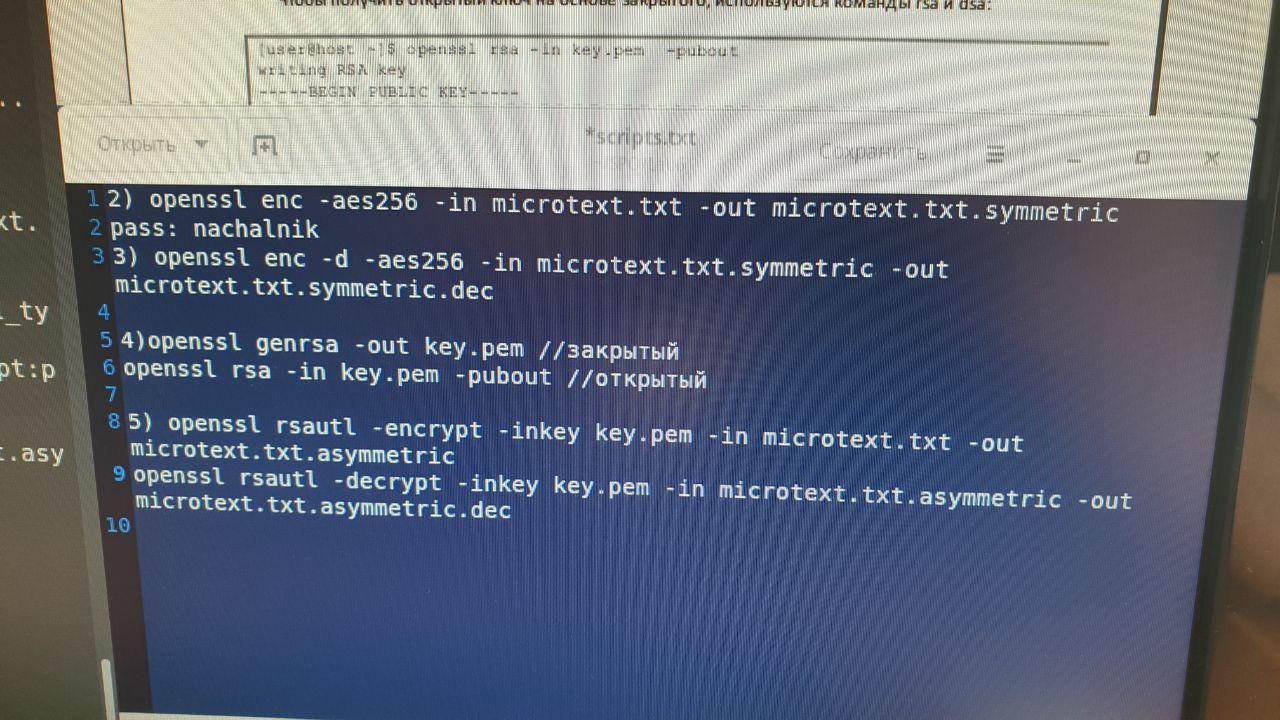 чтобы получить открытый ключ на основе закрытого, используются команды rsa и dsa:
[user@host ~]$ openssl rsa -in key.pem -pubout
writing RSA key
-----BEGIN PUBLIC KEY-----
Открыть
*scripts.txt
Сохранить
1 2) openssl enc -aes256 -in microtext.txt -out microtext.txt.symmetric
2 pass: nachalnik
3 3) openssl enc -d -aes256 -in microtext.txt.symmetric -out
microtext.txt.symmetric.dec
4
5 4)openssl genrsa -out key.pem //закрытый
6 openssl rsa -in key.pem -pubout //открытый
7
8 5) openssl rsautl -encrypt -inkey key.pem -in microtext.txt -out
microtext.txt.asymmetric
9 openssl rsautl -decrypt -inkey key.pem -in microtext.txt.asymmetric -out
microtext.txt.asymmetric.dec
10
xt.
_ty
pt:p
.asy